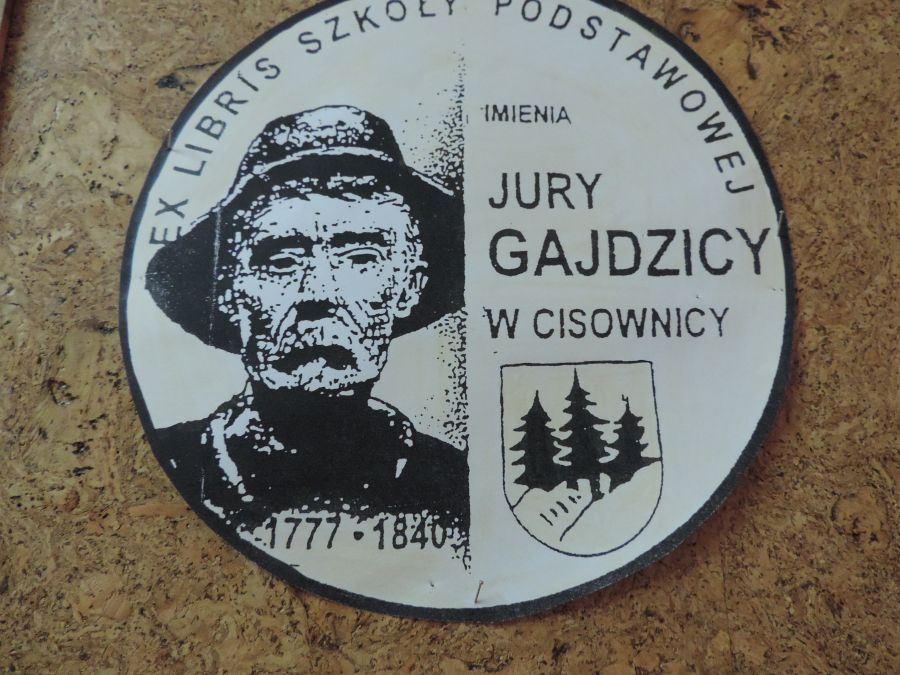 EX LIBRIS SZKOŁY PODSTAWOWEJ
IMIENIA
JURY
GAJDZICY
W CISOWNICY
1777 • 1840